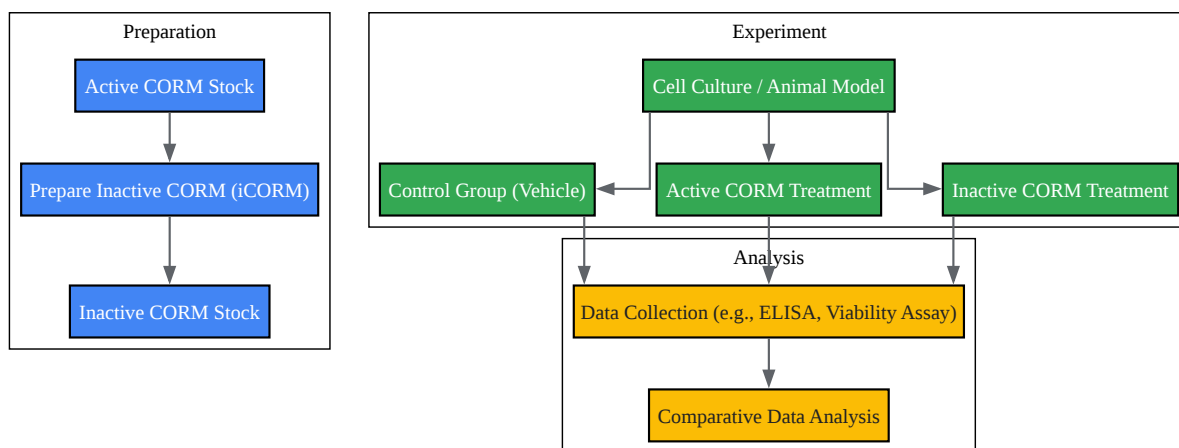 Preparation
Active CORM Stock
Prepare Inactive CORM (iCORM)
Inactive CORM Stock
Experiment
Cell Culture / Animal Model
Control Group (Vehicle)
Active CORM Treatment
Inactive CORM Treatment
Analysis
Data Collection (e.g., ELISA, Viability Assay)
Comparative Data Analysis